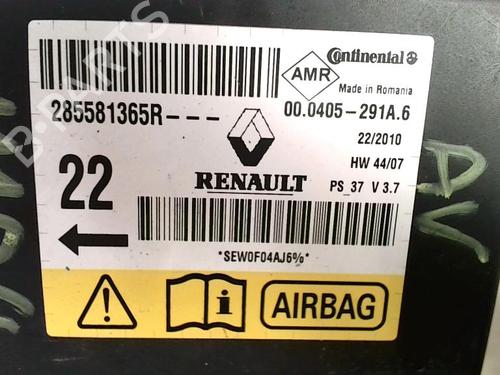 Continental
AMR
Made in Romania
285581365R---
00.0405-291A.6
22/2010
HW 44/07
22
RENAULT
PS_37 V 3.7
*SEW0F04AJ6%*
i
AIRBAG
B-PARTS